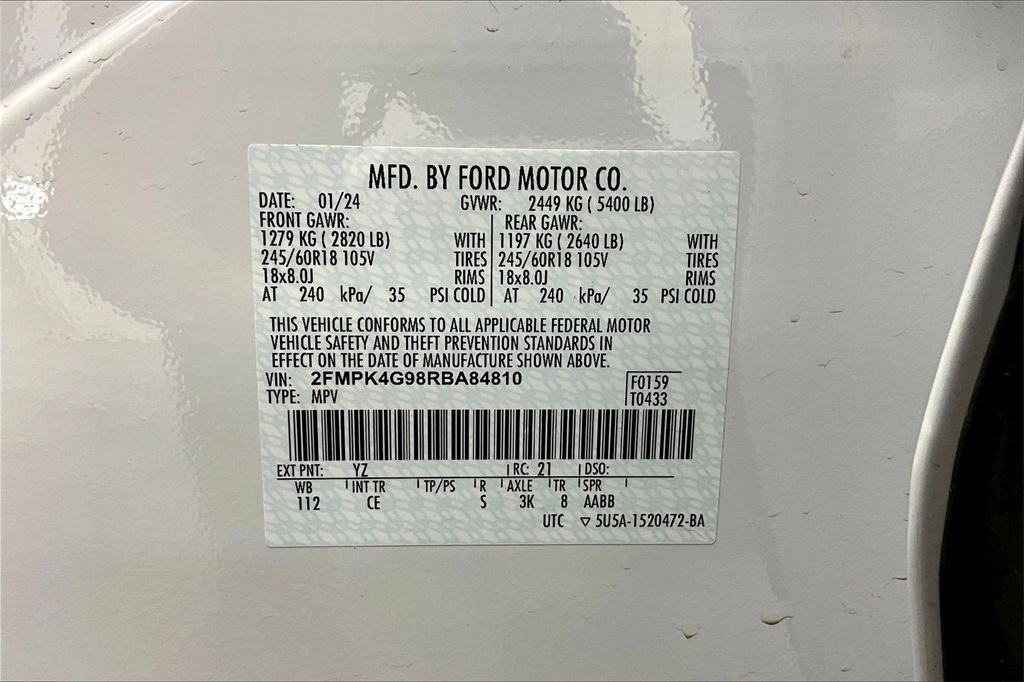 MFD. BY FORD MOTOR CO.
DATE: 01/24 GVWR: 2449 KG ( 5400 LB)
FRONT GAWR: REAR GAWR:
1279 KG ( 2820 LB) WITH 1197 KG ( 2640 LB) WITH
245/60R18 105V TIRES 245/60R18 105V TIRES
18x8.0J RIMS 18x8.0J RIMS
AT 240 kPa/ 35 PSI COLD AT 240 kPa/ 35 PSI COLD
THIS VEHICLE CONFORMS TO ALL APPLICABLE FEDERAL MOTOR
VEHICLE SAFETY AND THEFT PREVENTION STANDARDS IN
EFFECT ON THE DATE OF MANUFACTURE SHOWN ABOVE.
VIN: 2FMPK4G98RBA84810 F0159
TYPE: MPV T0433
EXT PNT: YZ RC: 21 DSO:
WB INT TR TP/PS R AXLE TR SPR
112 CE S 3K 8 AABB
UTC ▽ 5U5A-1520472-BA